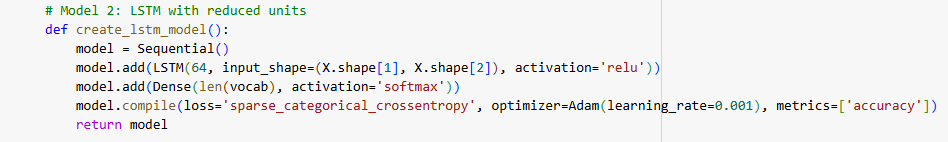 # Model 2: LSTM with reduced units
def create_lstm_model():
    model = Sequential()
    model.add(LSTM(64, input_shape=(X.shape[1], X.shape[2]), activation='relu'))
    model.add(Dense(len(vocab), activation='softmax'))
    model.compile(loss='sparse_categorical_crossentropy', optimizer=Adam(learning_rate=0.001), metrics=['accuracy'])
    return model